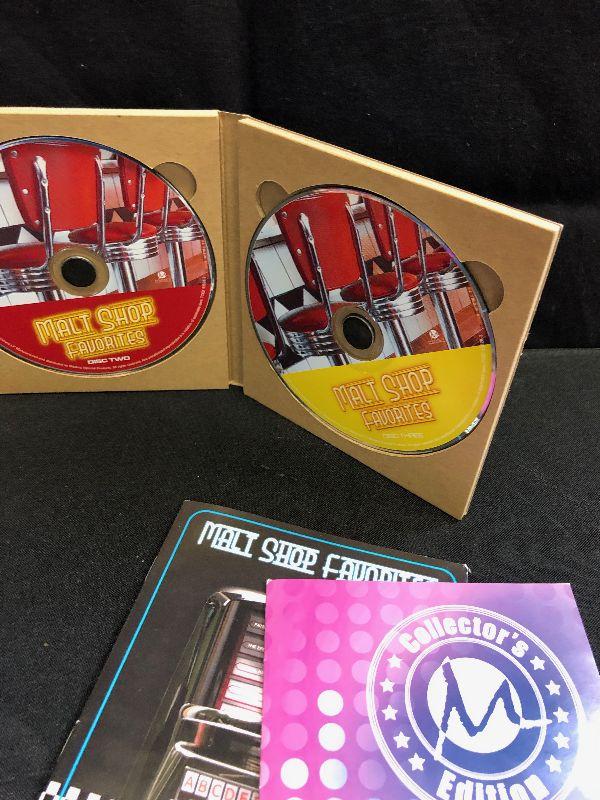 MALT SHOP
FAVORITES
DISC TWO
MALT SHOP
FAVORITES
DISC THREE
MALT SHOP FAVORITES
A B C D E
Collector's
M
Edition